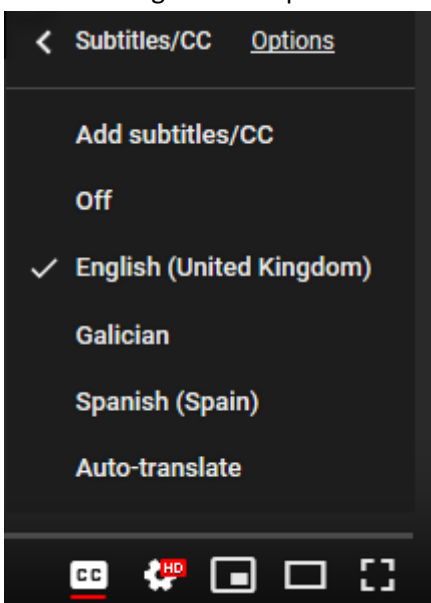 Subtitles/CC Options
Add subtitles/CC
Off
English (United Kingdom)
Galician
Spanish (Spain)
Auto-translate
CC HD